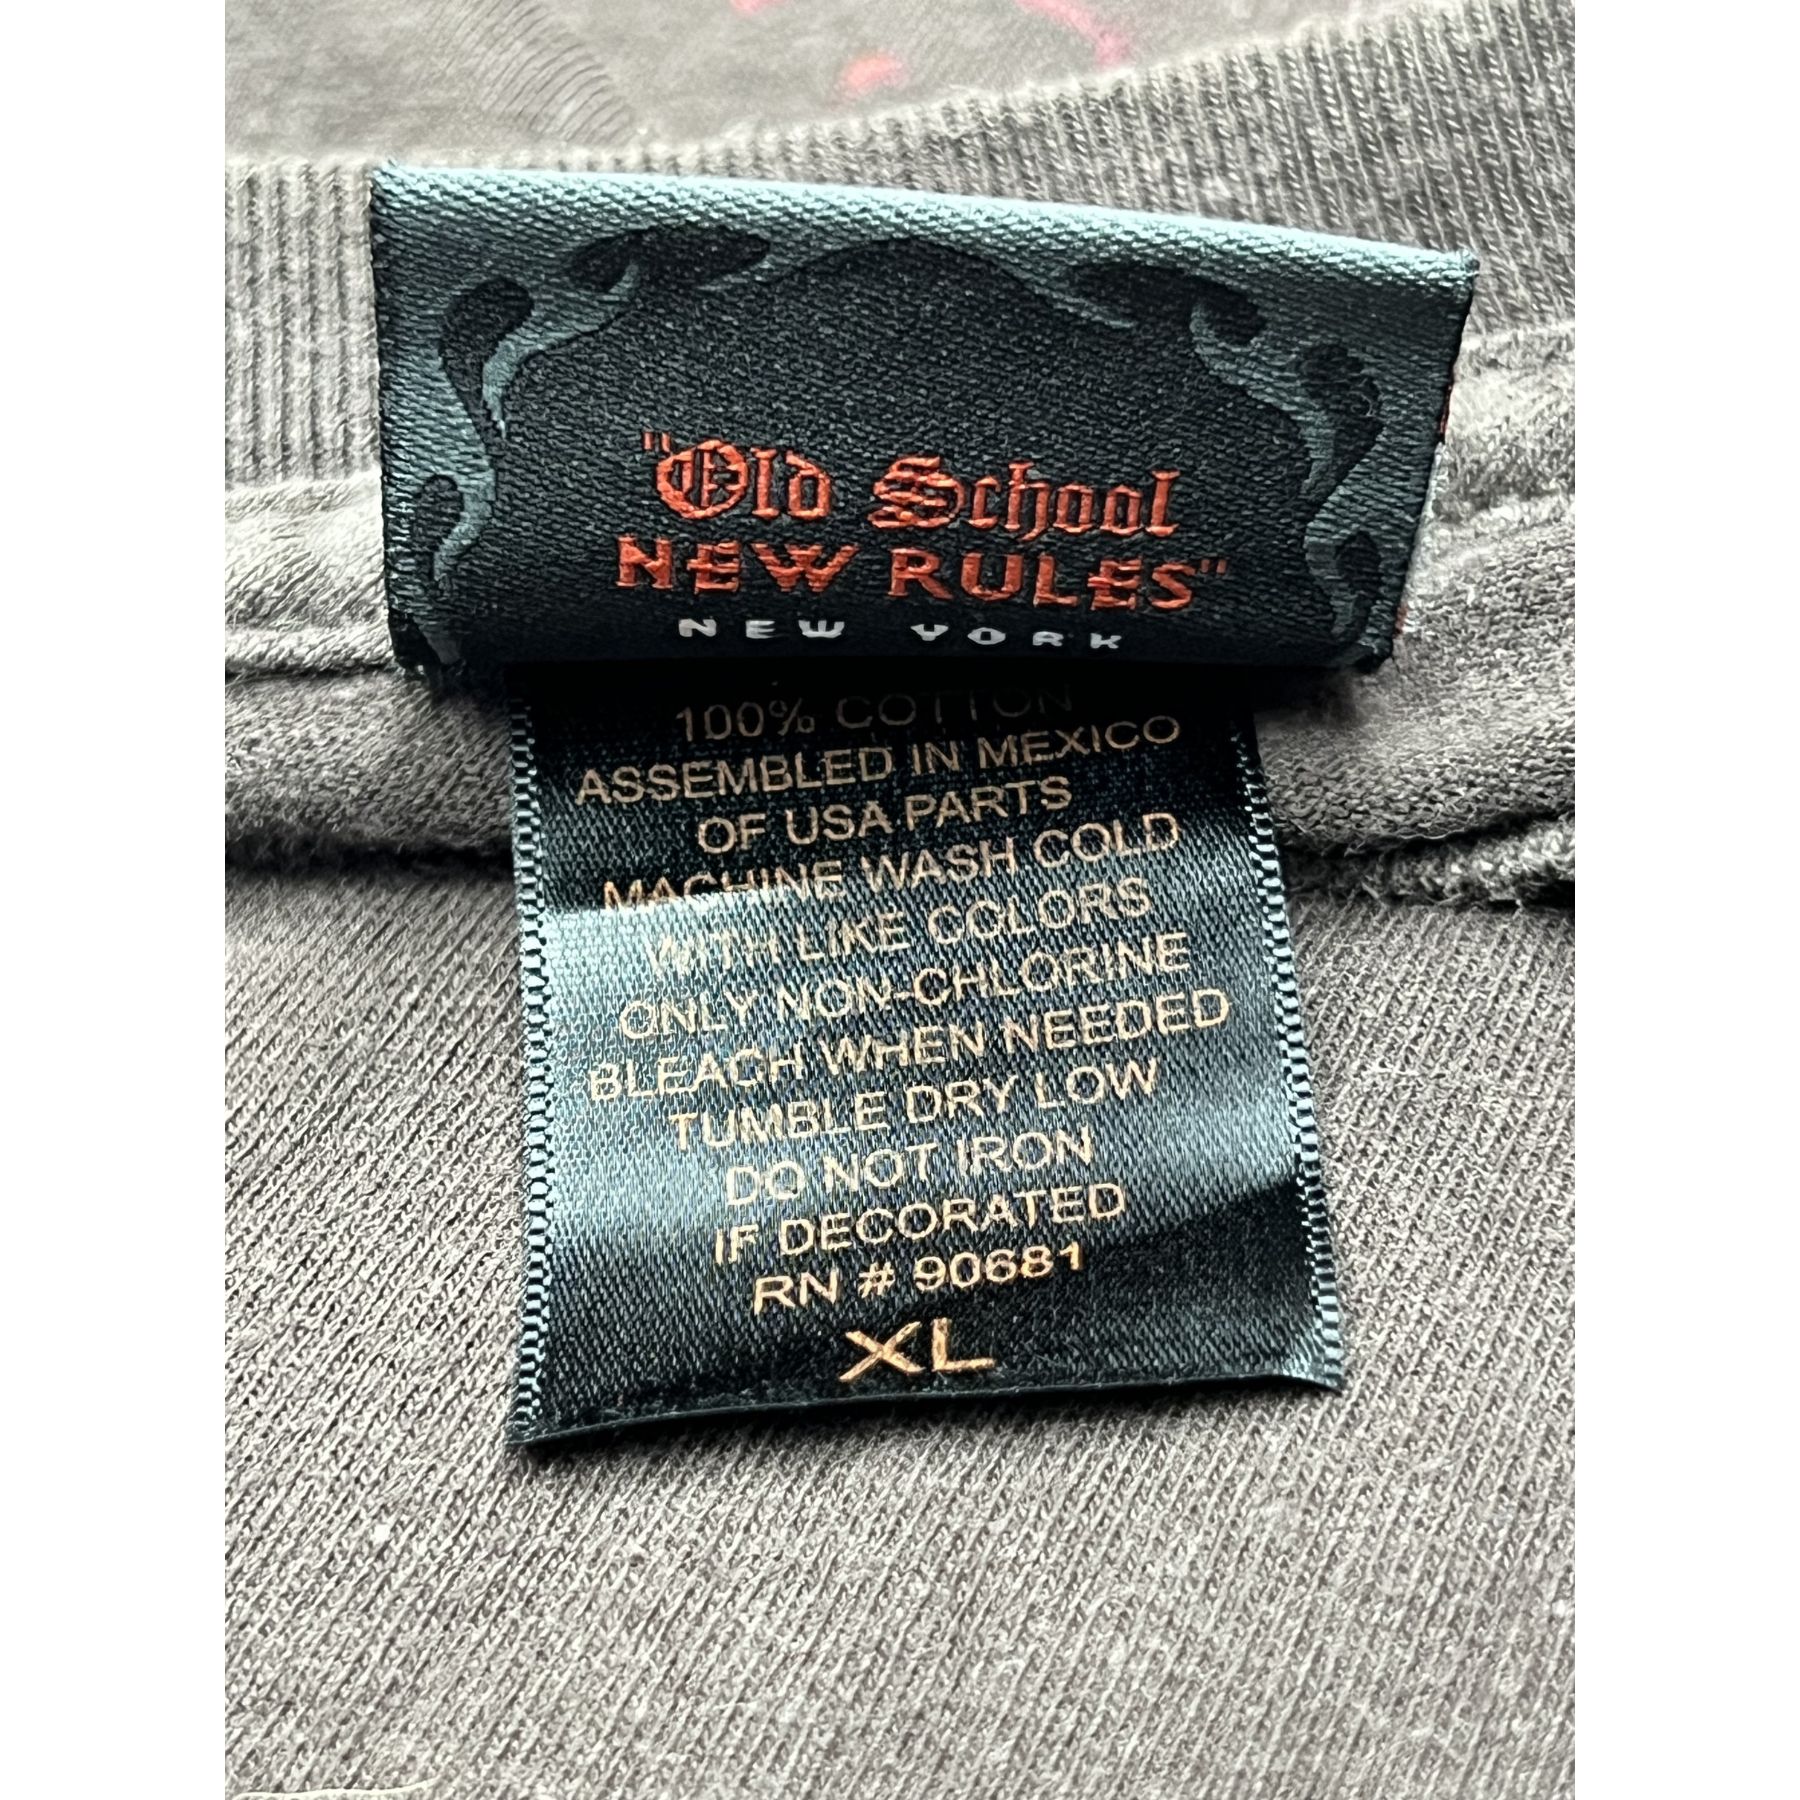 "Old School
NEW RULES"
NEW YORK
100% COTTON
ASSEMBLED IN MEXICO
OF USA PARTS
MACHINE WASH COLD
WITH LIKE COLORS
ONLY NON-CHLORINE
BLEACH WHEN NEEDED
TUMBLE DRY LOW
DO NOT IRON
IF DECORATED
RN # 90681
XL